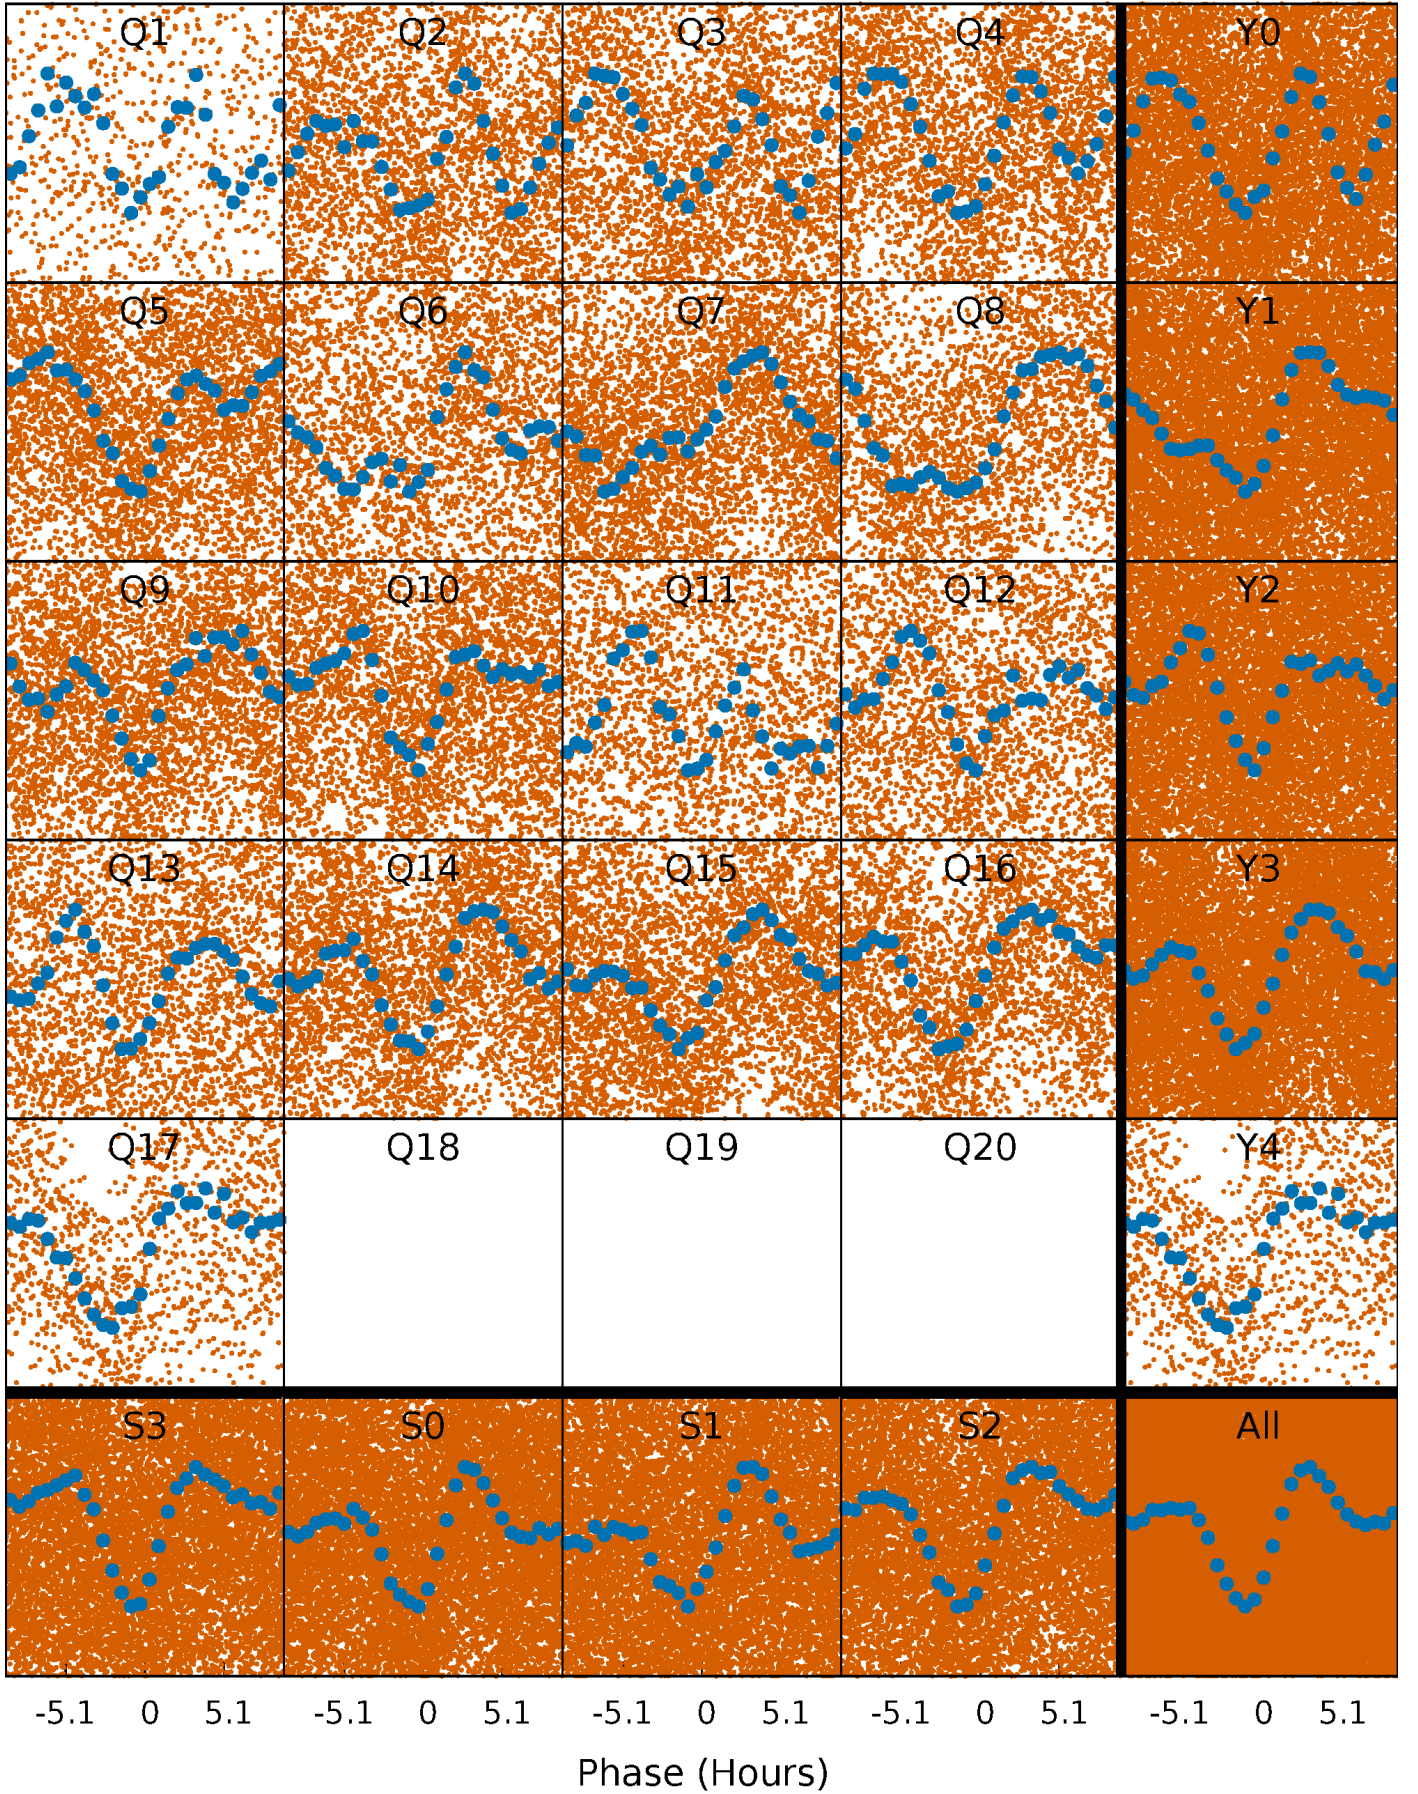 Q1 Q2 Q3 Q4 Y0
Q5 Q6 Q7 Q8 Y1
Q9 Q10 Q11 Q12 Y2
Q13 Q14 Q15 Q16 Y3
Q17 Q18 Q19 Q20 Y4
S3 S0 S1 S2 All
-5.1 0 5.1 -5.1 0 5.1 -5.1 0 5.1 -5.1 0 5.1 -5.1 0 5.1
Phase (Hours)